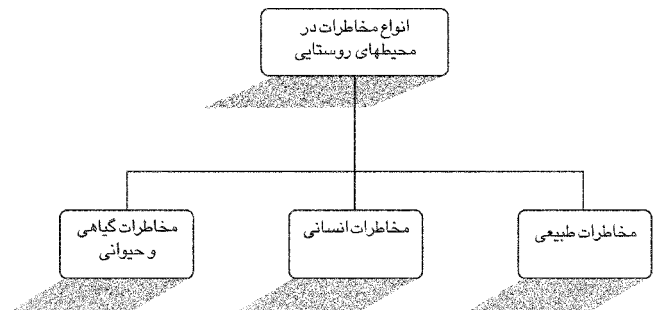 انواع مخاطرات در
محیطهای روستایی
مخاطرات طبیعی
مخاطرات انسانی
مخاطرات گیاهی
و حیوانی